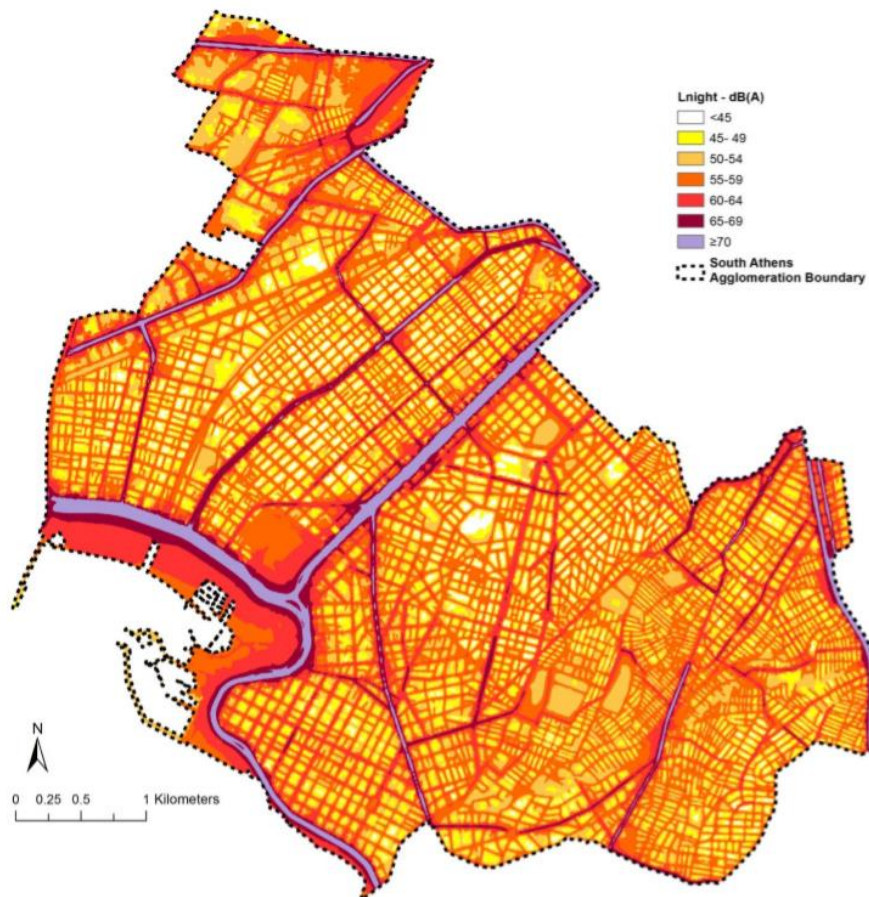 Lnight - dB(A)
<45
45- 49
50-54
55-59
60-64
65-69
≥70
South Athens
Agglomeration Boundary
N
0 0.25 0.5 1 Kilometers